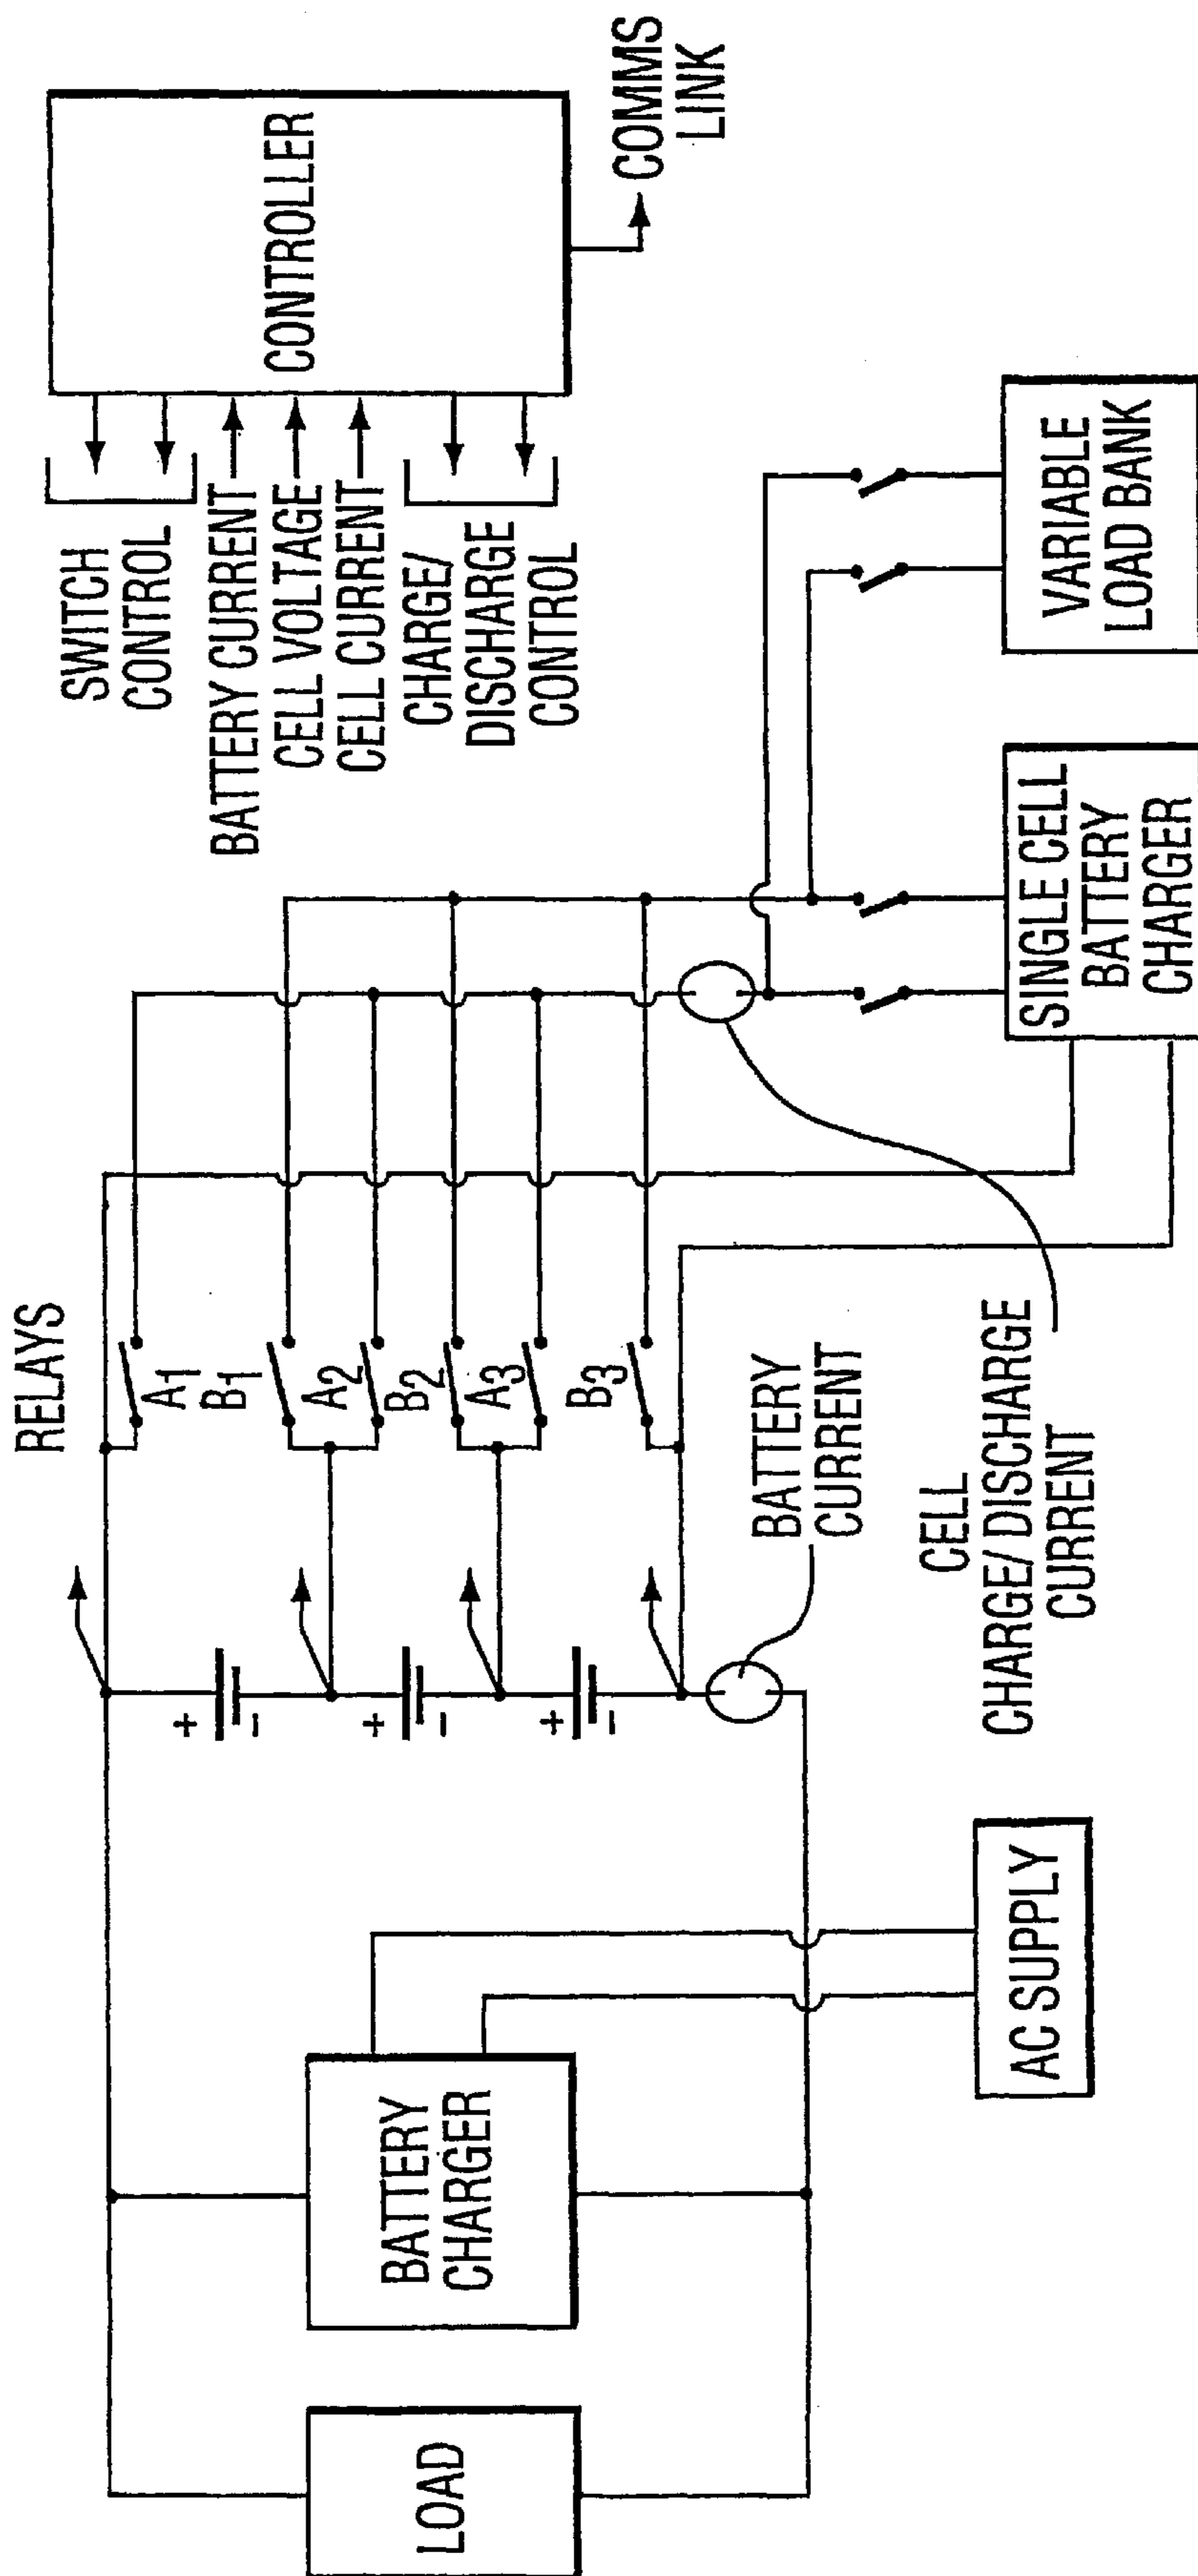 RELAYS
A1
B1
A2
B2
A3
B3
+
-
+
-
+
-
LOAD
BATTERY
CHARGER
AC SUPPLY
BATTERY
CURRENT
CELL
CHARGE/DISCHARGE
CURRENT
SINGLE CELL
BATTERY
CHARGER
VARIABLE
LOAD BANK
SWITCH
CONTROL
BATTERY CURRENT
CELL VOLTAGE
CELL CURRENT
CHARGE/
DISCHARGE
CONTROL
CONTROLLER
COMMS
LINK